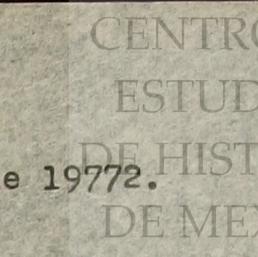 CENTRO
ESTUD
DE HIST
e 19772.
DE MEX